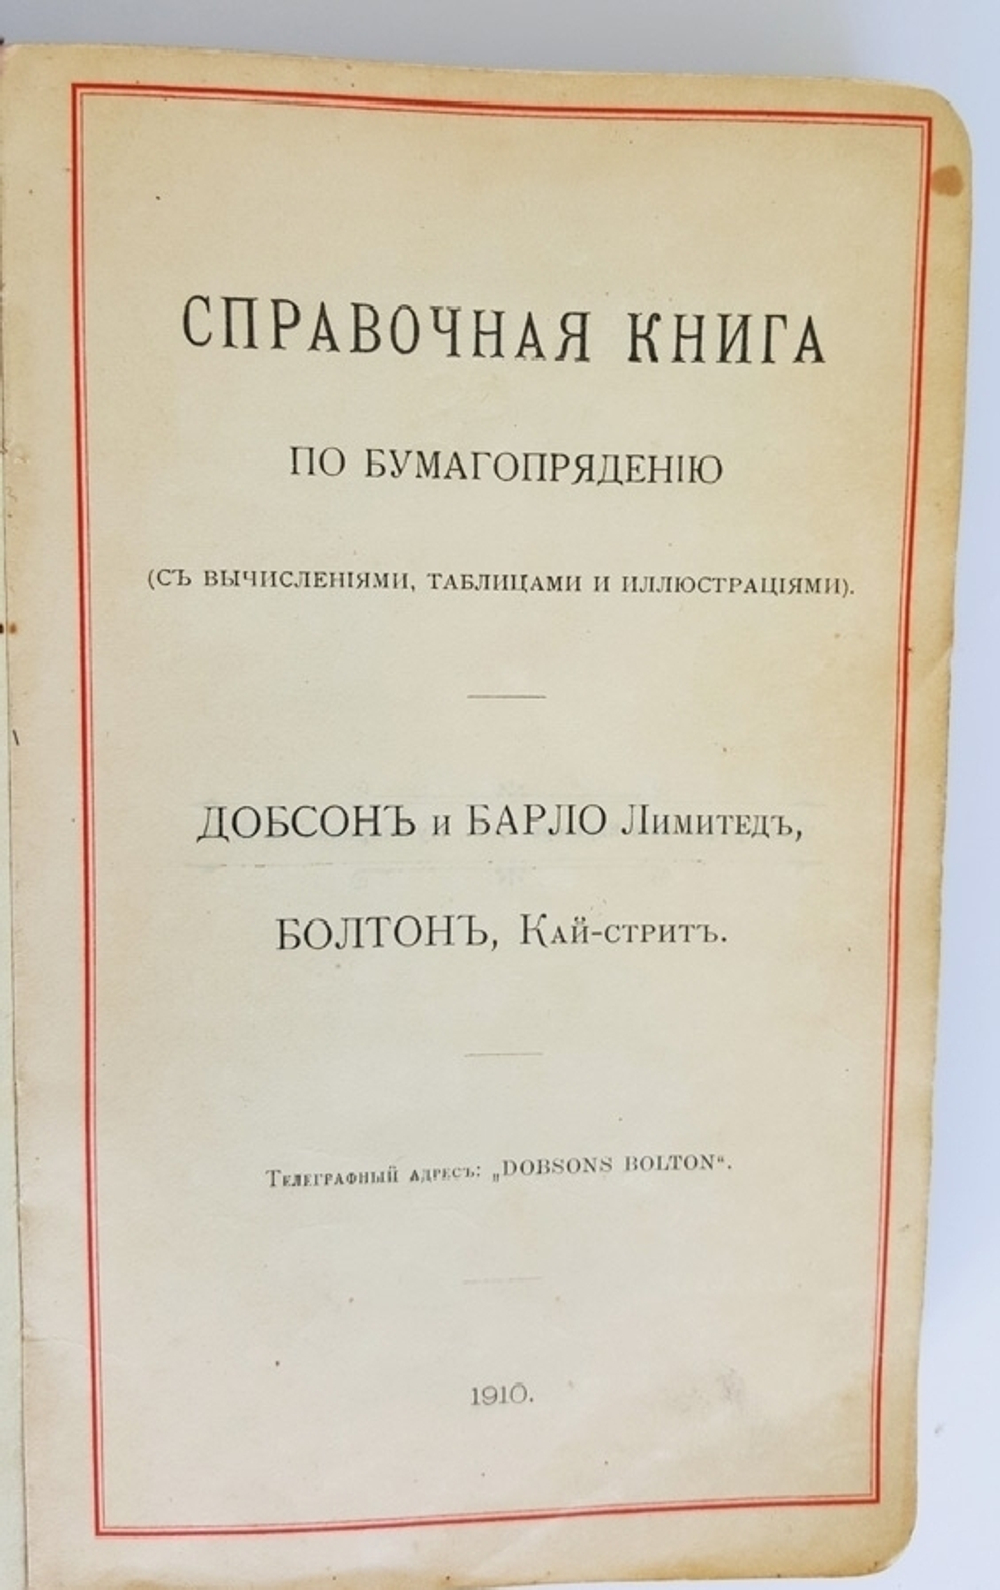 СПРАВОЧНАЯ КНИГА
ПО БУМАГОПРЯДЕНІЮ
(СЪ ВЫЧИСЛЕНІЯМИ, ТАБЛИЦАМИ И ИЛЛЮСТРАЦІЯМИ).
ДОБСОНЪ и БАРЛО Лимитедъ,
БОЛТОНЪ, Кай-стритъ.
Телеграфный адресъ: „DOBSONS BOLTON“.
1910.